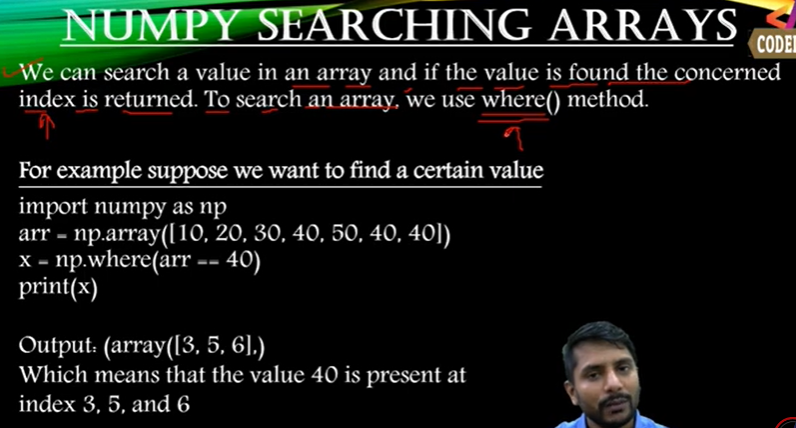 NUMPY SEARCHING ARRAYS
We can search a value in an array and if the value is found the concerned
index is returned. To search an array, we use where() method.
For example suppose we want to find a certain value
import numpy as np
arr = np.array([10, 20, 30, 40, 50, 40, 40])
x = np.where(arr == 40)
print(x)
Output: (array([3, 5, 6],)
Which means that the value 40 is present at
index 3, 5, and 6